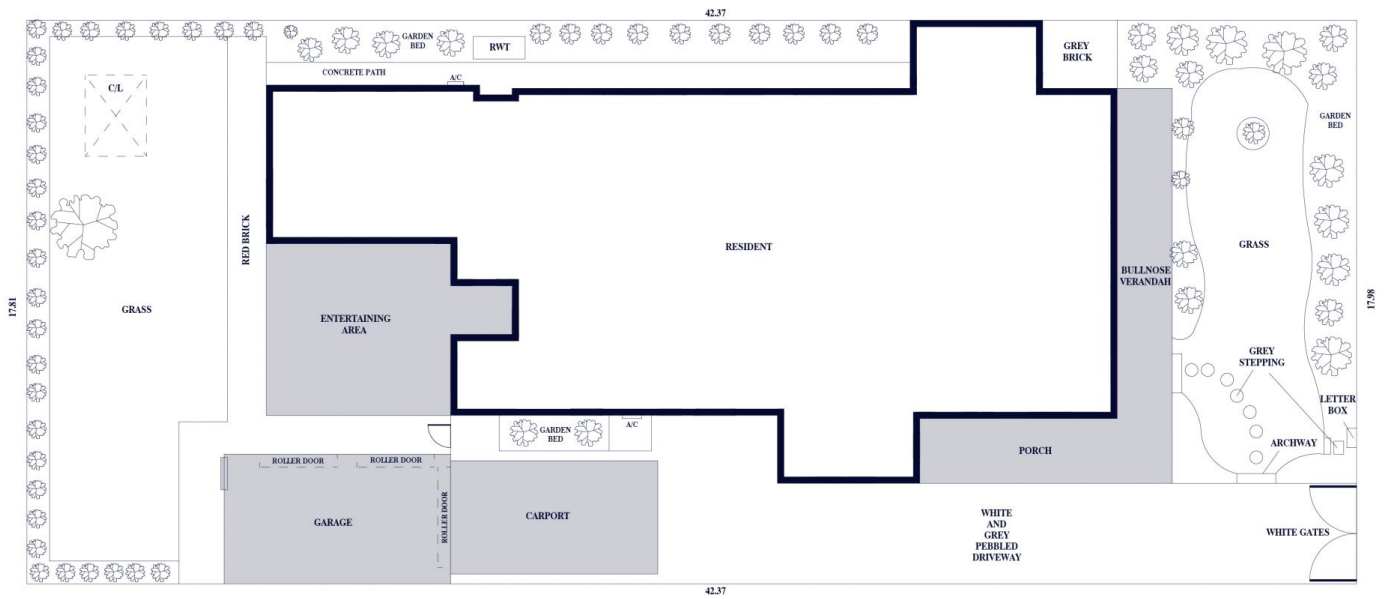 42.37
GARDEN
BED
RWT
GREY
BRICK
CONCRETE PATH
A/C
C/L
GARDEN
BED
RED BRICK
RESIDENT
GRASS
BULLNOSE
VERANDAH
17.81
GRASS
ENTERTAINING
AREA
17.98
GREY
STEPPING
LETTER
BOX
GARDEN
BED
A/C
ARCHWAY
PORCH
ROLLER DOOR
ROLLER DOOR
ROLLER DOOR
GARAGE
CARPORT
WHITE
AND
GREY
PEBBLED
DRIVEWAY
WHITE GATES
42.37